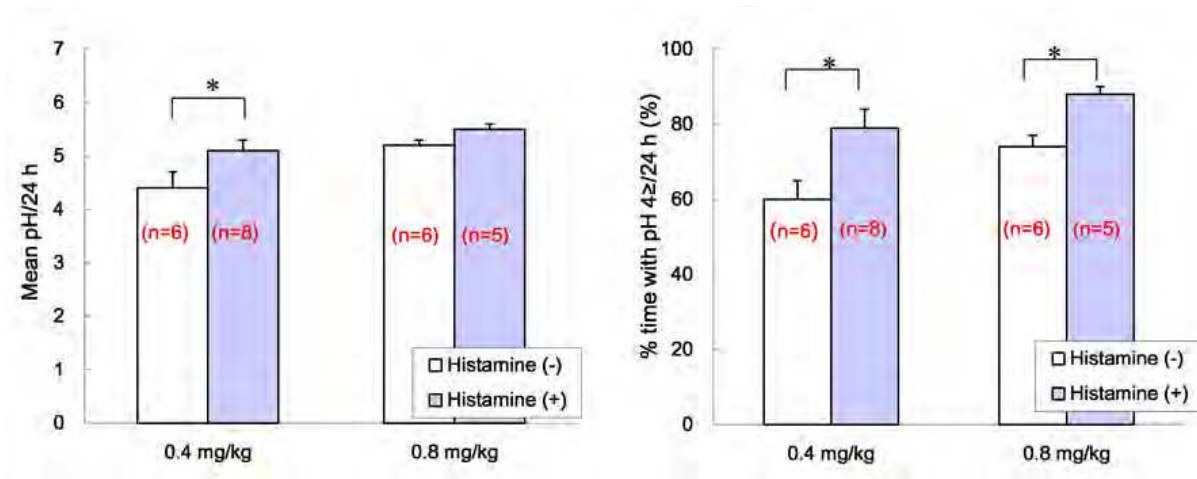 7
6
5
4
3
2
1
0
Mean pH/24 h
*
(n=6)
(n=8)
(n=6)
(n=5)
Histamine (-)
Histamine (+)
0.4 mg/kg
0.8 mg/kg
100
80
60
40
20
0
% time with pH 4≥/24 h (%)
*
*
(n=6)
(n=8)
(n=6)
(n=5)
Histamine (-)
Histamine (+)
0.4 mg/kg
0.8 mg/kg